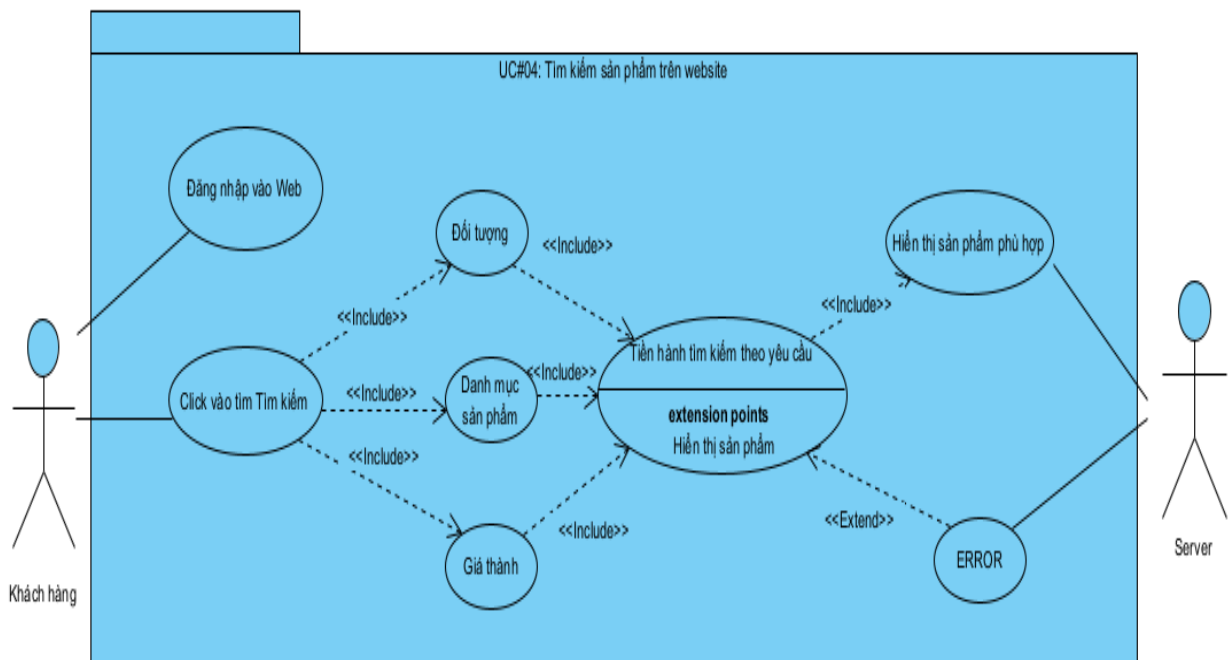 UC#04: Tìm kiếm sản phẩm trên website
Đăng nhập vào Web
Đối tượng
<<Include>>
Hiển thị sản phẩm phù hợp
<<Include>>
<<Include>>
Tiến hành tìm kiếm theo yêu cầu
Click vào tìm Tìm kiếm
<<Include>>
Danh mục
sản phẩm
<<Include>>
extension points
Hiển thị sản phẩm
<<Include>>
<<Include>>
<<Extend>>
Giá thành
ERROR
Server
Khách hàng